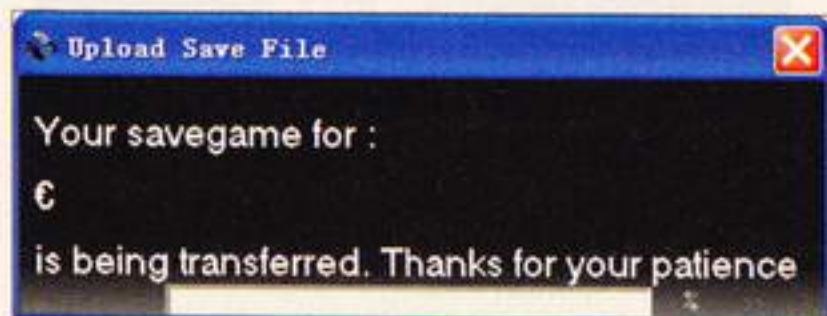 Upload Save File
Your savegame for :
€
is being transferred. Thanks for your patience
%